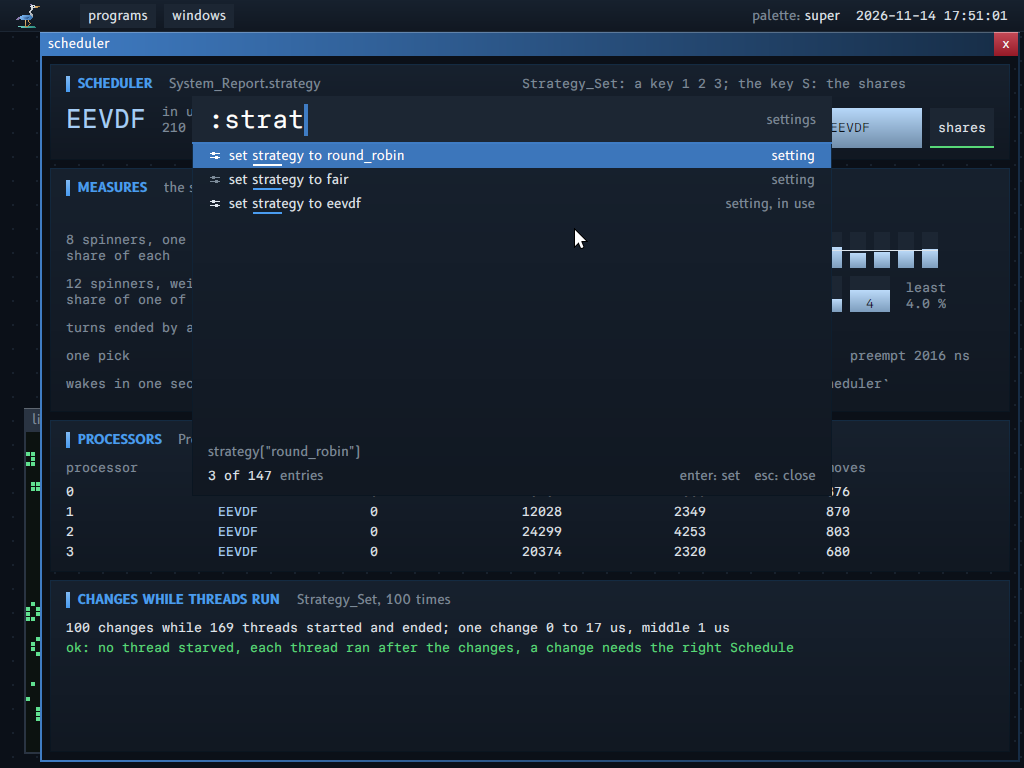 programs windows palette: super 2026-11-14 17:51:01
scheduler x
SCHEDULER System_Report.strategy Strategy_Set: a key 1 2 3; the key S: the shares
:strat settings
EEVDF in u EEVDF shares
210
set strategy to round_robin setting
set strategy to fair setting
set strategy to eevdf setting, in use
MEASURES the s
8 spinners, one
share of each
12 spinners, wei least
share of one of 4 4.0 %
turns ended by a
one pick preempt 2016 ns
wakes in one sec heduler`
li
strategy["round_robin"]
3 of 147 entries enter: set esc: close
PROCESSORS Pr
processor oves
0 876
1 EEVDF 0 12028 2349 870
2 EEVDF 0 24299 4253 803
3 EEVDF 0 20374 2320 680
CHANGES WHILE THREADS RUN Strategy_Set, 100 times
100 changes while 169 threads started and ended; one change 0 to 17 us, middle 1 us
ok: no thread starved, each thread ran after the changes, a change needs the right Schedule